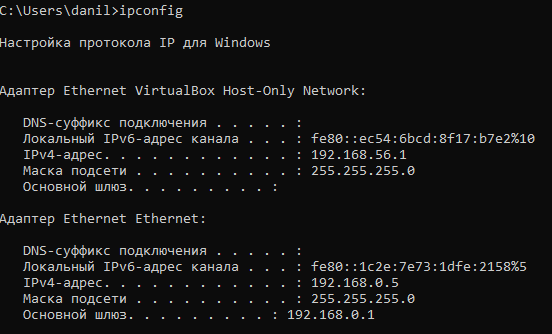 C:\Users\danil>ipconfig
Настройка протокола IP для Windows
Адаптер Ethernet VirtualBox Host-Only Network:
DNS-суффикс подключения . . . . . :
Локальный IPv6-адрес канала . . . : fe80::ec54:6bcd:8f17:b7e2%10
IPv4-адрес. . . . . . . . . . . . : 192.168.56.1
Маска подсети . . . . . . . . . . : 255.255.255.0
Основной шлюз. . . . . . . . . :
Адаптер Ethernet Ethernet:
DNS-суффикс подключения . . . . . :
Локальный IPv6-адрес канала . . . : fe80::1c2e:7e73:1dfe:2158%5
IPv4-адрес. . . . . . . . . . . . : 192.168.0.5
Маска подсети . . . . . . . . . . : 255.255.255.0
Основной шлюз. . . . . . . . . : 192.168.0.1